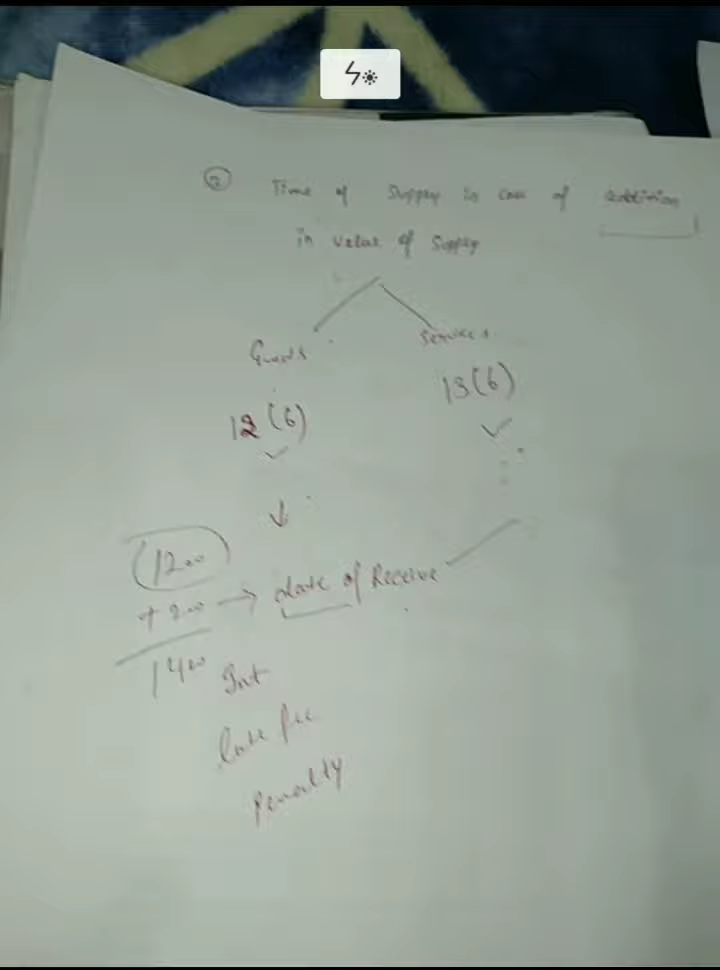 ② Time of Supply in case of addition
in value of Supply
Goods Services
12(6) 13(6)
1200
+200 → date of Receive
1400 Int
late fee
Penalty